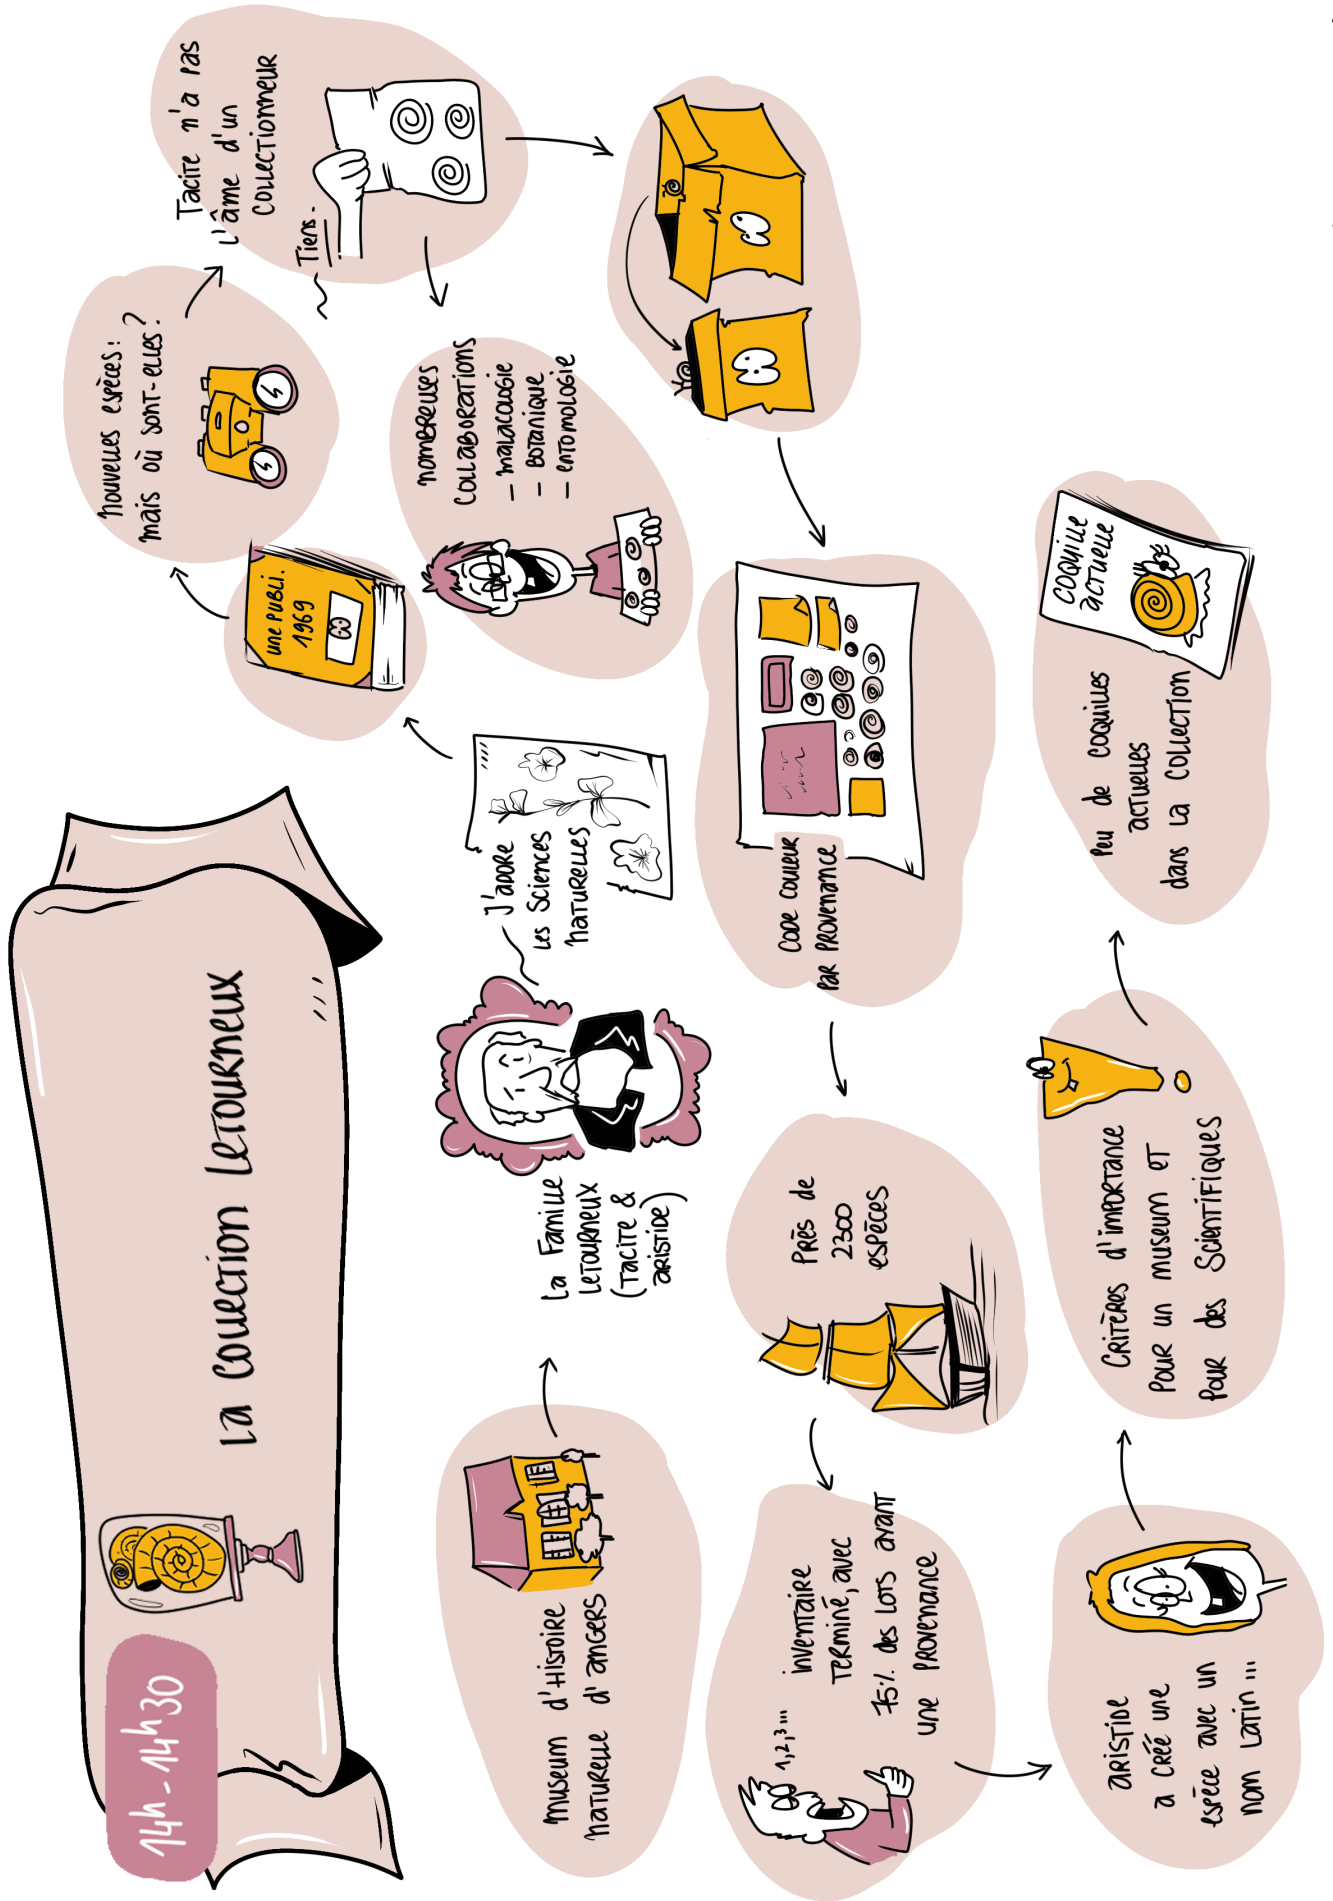 14h - 14h30
La Collection Letourneux
Museum d'Histoire
Naturelle d'Angers
La Famille
Letourneux
(Tacite &
Aristide)
J'adore
les Sciences
Naturelles
une publi.
1969
Nouvelles espèces :
mais où sont-elles ?
Tacite n'a pas
l'âme d'un
collectionneur
Tiens.
nombreuses
collaborations
- malacologie
- Botanique
- entomologie
Code couleur
par provenance
Près de
2300
espèces
1,2,3...
inventaire
terminé, avec
75% des lots ayant
une provenance
Aristide
a créé une
espèce avec un
nom latin...
Critères d'importance
pour un museum et
pour des Scientifiques
Peu de coquilles
actuelles
dans la collection
COQUILLE
actuelle